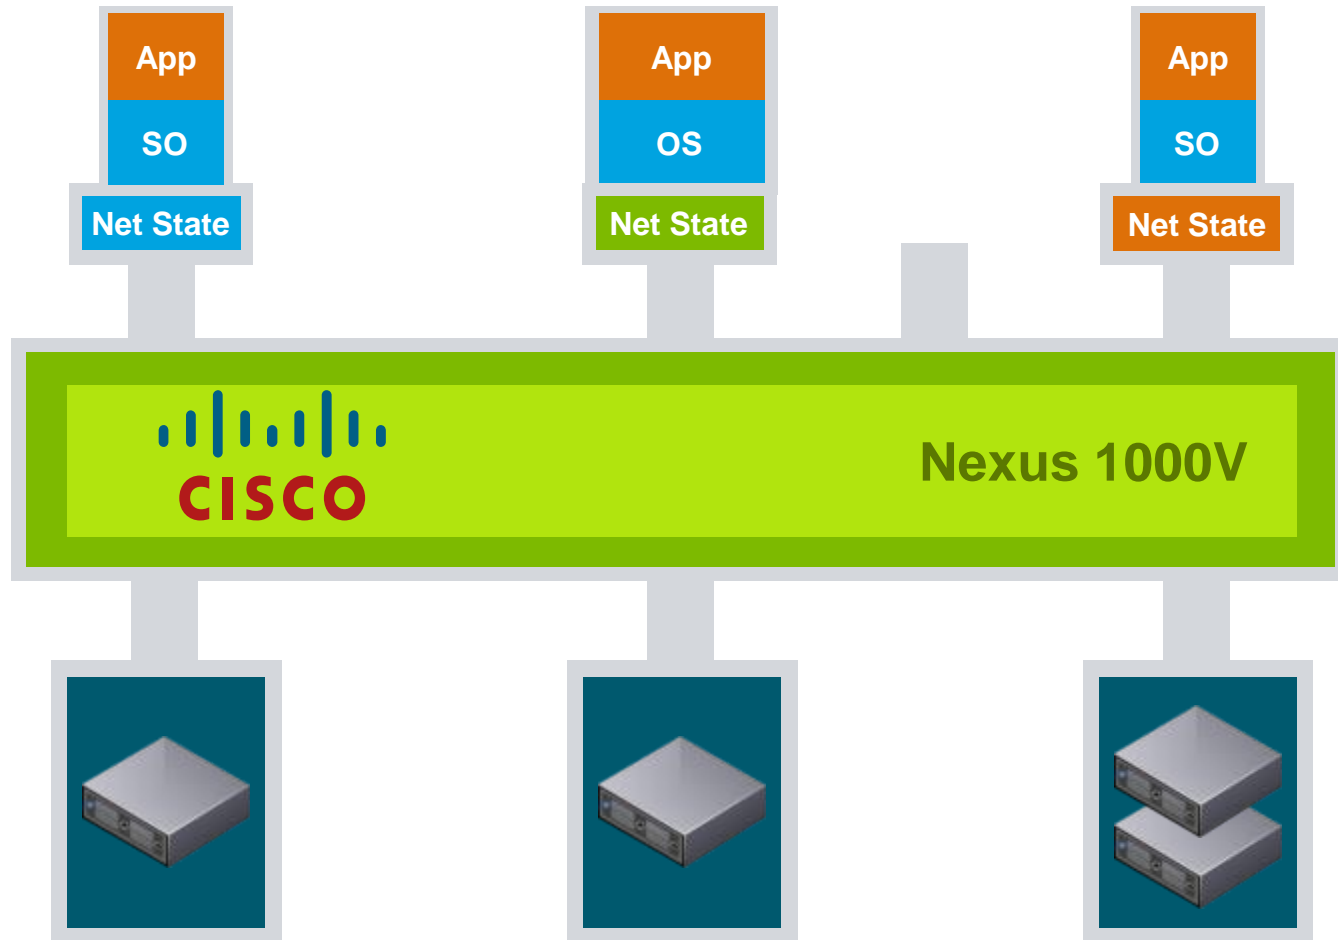 App
SO
Net State
App
OS
Net State
App
SO
Net State
CISCO
Nexus 1000V